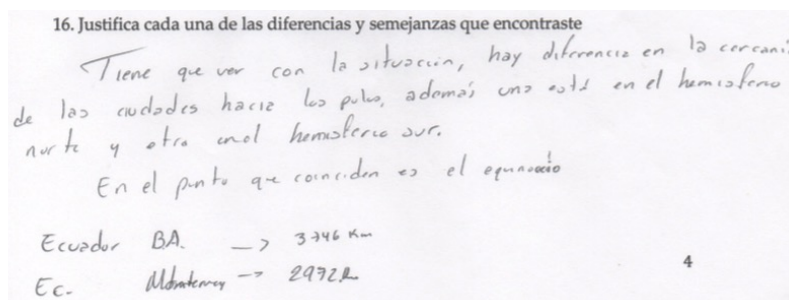 16. Justifica cada una de las diferencias y semejanzas que encontraste
Tiene que ver con la situación, hay diferencia en la cercaní
de las ciudades hacia los polos, además una está en el hemisferio
norte y otra en el hemisferio sur.
En el punto que coinciden es el equinoccio
Ecuador BA. -> 3746 Km
Ec. Monterrey -> 2972
4